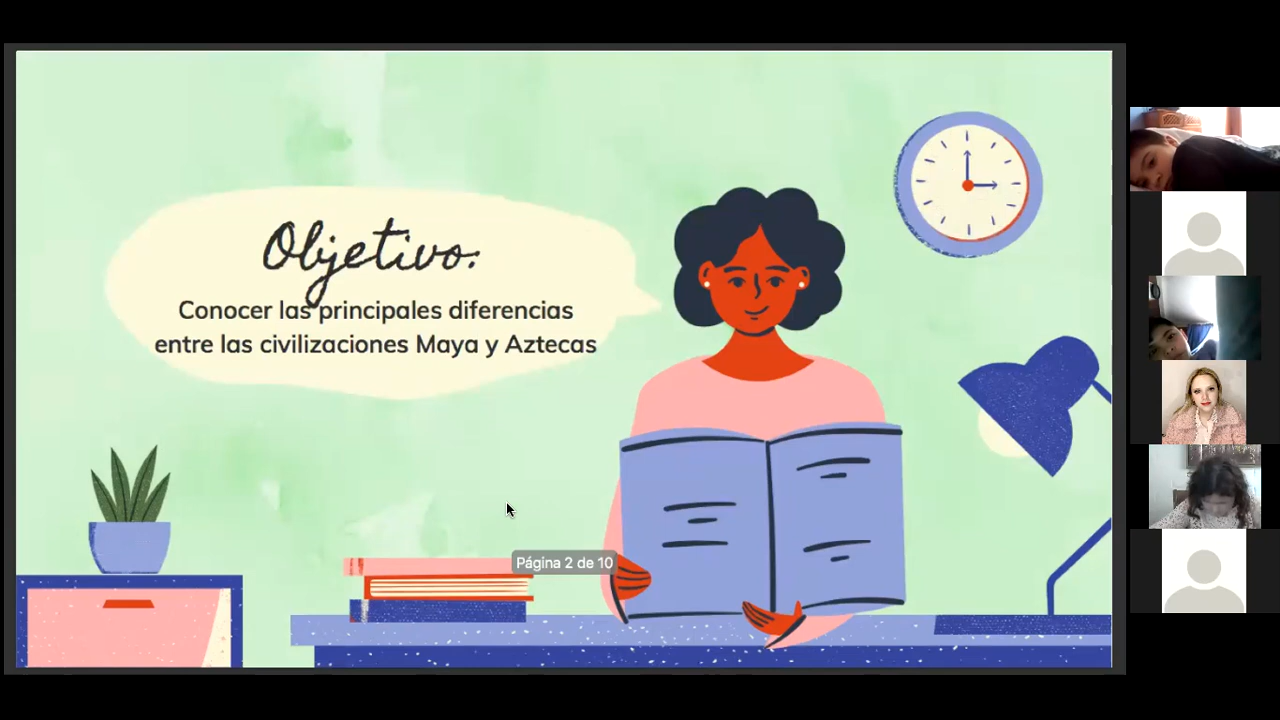 Objetivo:
Conocer las principales diferencias
entre las civilizaciones Maya y Aztecas
Página 2 de 10